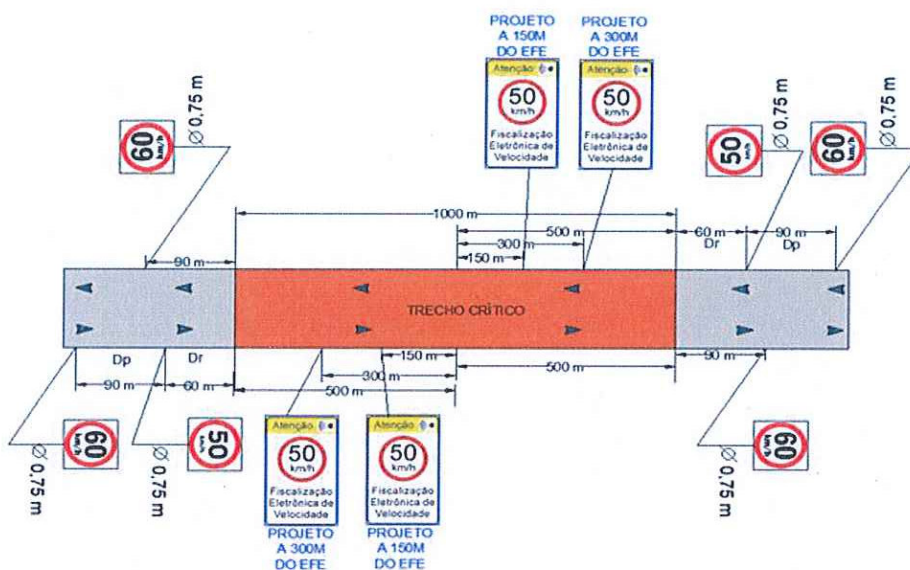 PROJETO
A 150M
DO EFE
PROJETO
A 300M
DO EFE
Atenção
50
km/h
Fiscalização
Eletrônica de
Velocidade
Atenção
50
km/h
Fiscalização
Eletrônica de
Velocidade
60
km/h
Ø 0,75 m
50
km/h
Ø 0,75 m
60
km/h
Ø 0,75 m
1000 m
500 m
60 m
90 m
300 m
Dr
Dp
150 m
90 m
TRECHO CRÍTICO
Dp
Dr
150 m
90 m
90 m
60 m
300 m
500 m
500 m
60
km/h
Ø 0,75 m
50
km/h
Ø 0,75 m
Atenção
50
km/h
Fiscalização
Eletrônica de
Velocidade
PROJETO
A 300M
DO EFE
Atenção
50
km/h
Fiscalização
Eletrônica de
Velocidade
PROJETO
A 150M
DO EFE
60
km/h
Ø 0,75 m